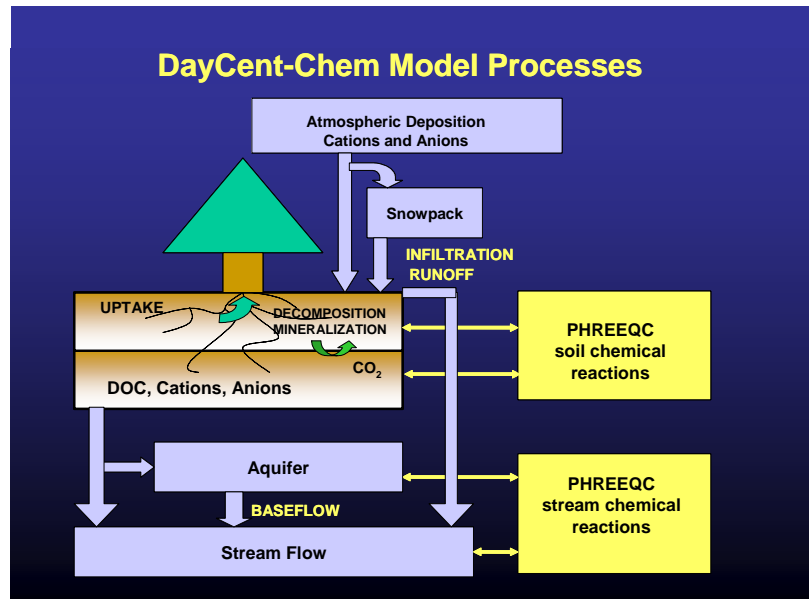 DayCent-Chem Model Processes
Atmospheric Deposition
Cations and Anions
Snowpack
INFILTRATION
RUNOFF
UPTAKE
DECOMPOSITION
MINERALIZATION
CO₂
DOC, Cations, Anions
PHREEQC
soil chemical
reactions
Aquifer
BASEFLOW
PHREEQC
stream chemical
reactions
Stream Flow